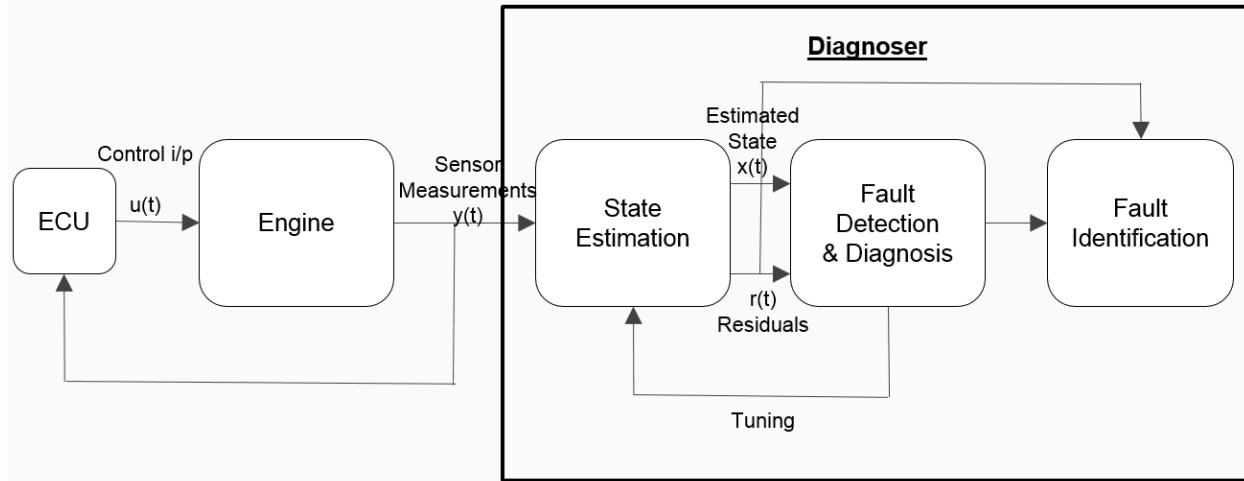 Diagnoser
Control i/p
u(t)
ECU
Engine
Sensor
Measurements
y(t)
State
Estimation
Estimated
State
x(t)
r(t)
Residuals
Fault
Detection
& Diagnosis
Fault
Identification
Tuning